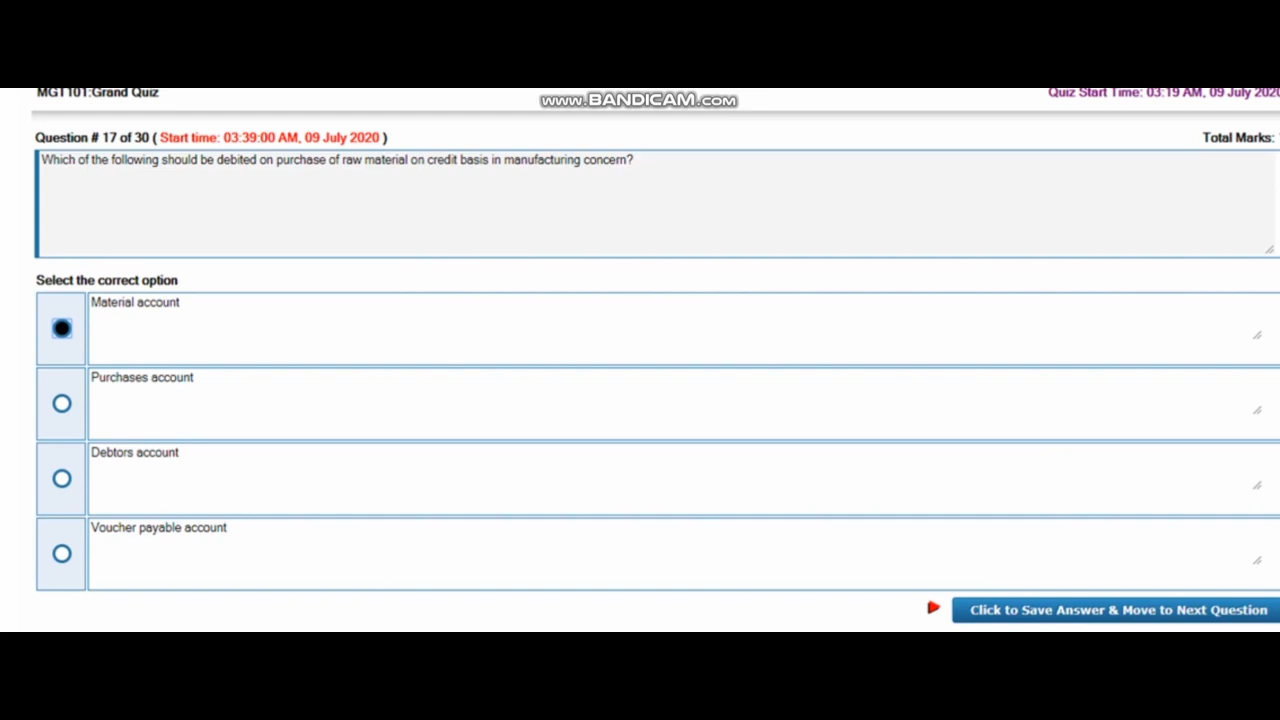 www.BANDICAM.com
MGT101:Grand Quiz
Quiz Start Time: 03:19 AM, 09 July 2020
Question # 17 of 30 ( Start time: 03:39:00 AM, 09 July 2020 )
Total Marks:
Which of the following should be debited on purchase of raw material on credit basis in manufacturing concern?
Select the correct option
Material account
Purchases account
Debtors account
Voucher payable account
Click to Save Answer & Move to Next Question